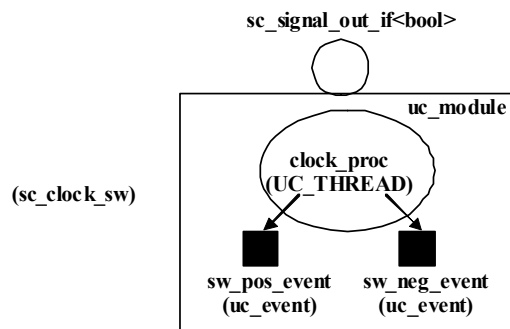 sc_signal_out_if<bool>
uc_module
clock_proc
(UC_THREAD)
(sc_clock_sw)
sw_pos_event
(uc_event)
sw_neg_event
(uc_event)